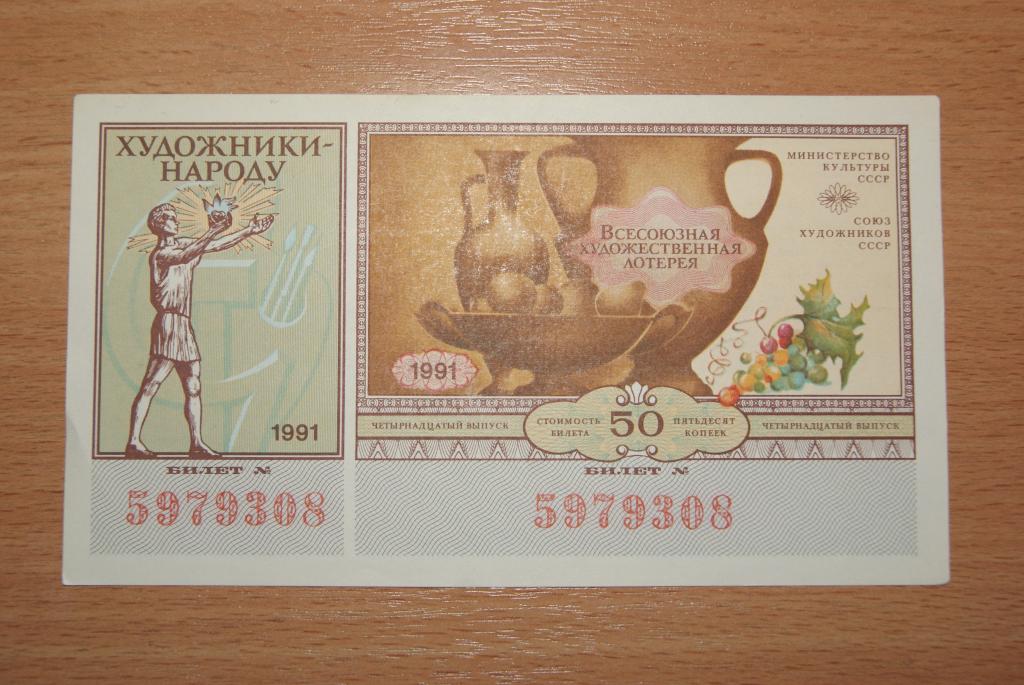 ХУДОЖНИКИ-
НАРОДУ
1991
БИЛЕТ №
5979308
МИНИСТЕРСТВО
КУЛЬТУРЫ
СССР
СОЮЗ
ХУДОЖНИКОВ
СССР
ВСЕСОЮЗНАЯ
ХУДОЖЕСТВЕННАЯ
ЛОТЕРЕЯ
1991
ЧЕТЫРНАДЦАТЫЙ ВЫПУСК
СТОИМОСТЬ
БИЛЕТА
50
ПЯТЬДЕСЯТ
КОПЕЕК
ЧЕТЫРНАДЦАТЫЙ ВЫПУСК
БИЛЕТ №
5979308